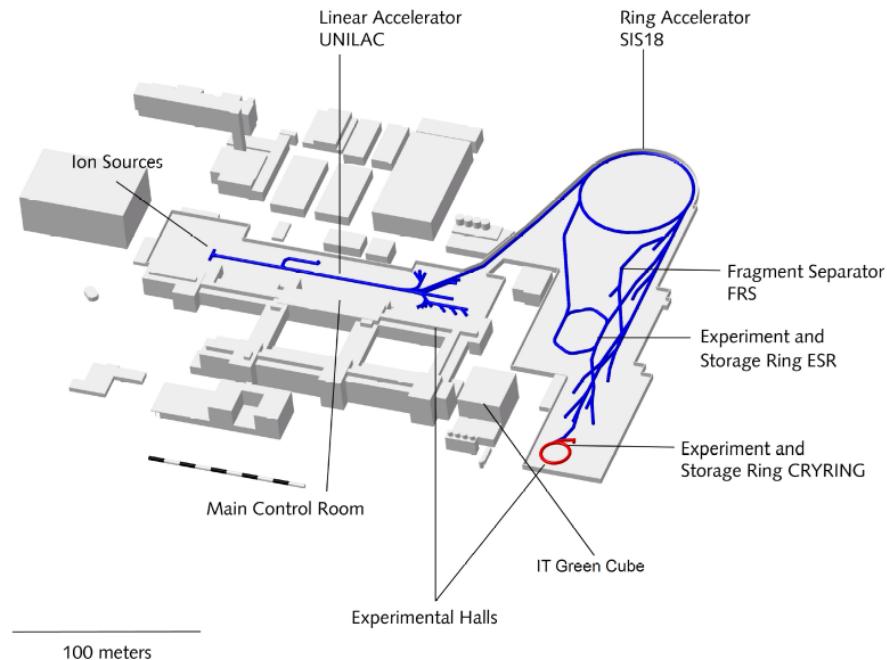 Linear Accelerator
UNILAC
Ring Accelerator
SIS18
Ion Sources
Fragment Separator
FRS
Experiment and
Storage Ring ESR
Experiment and
Storage Ring CRYRING
Main Control Room
IT Green Cube
Experimental Halls
100 meters